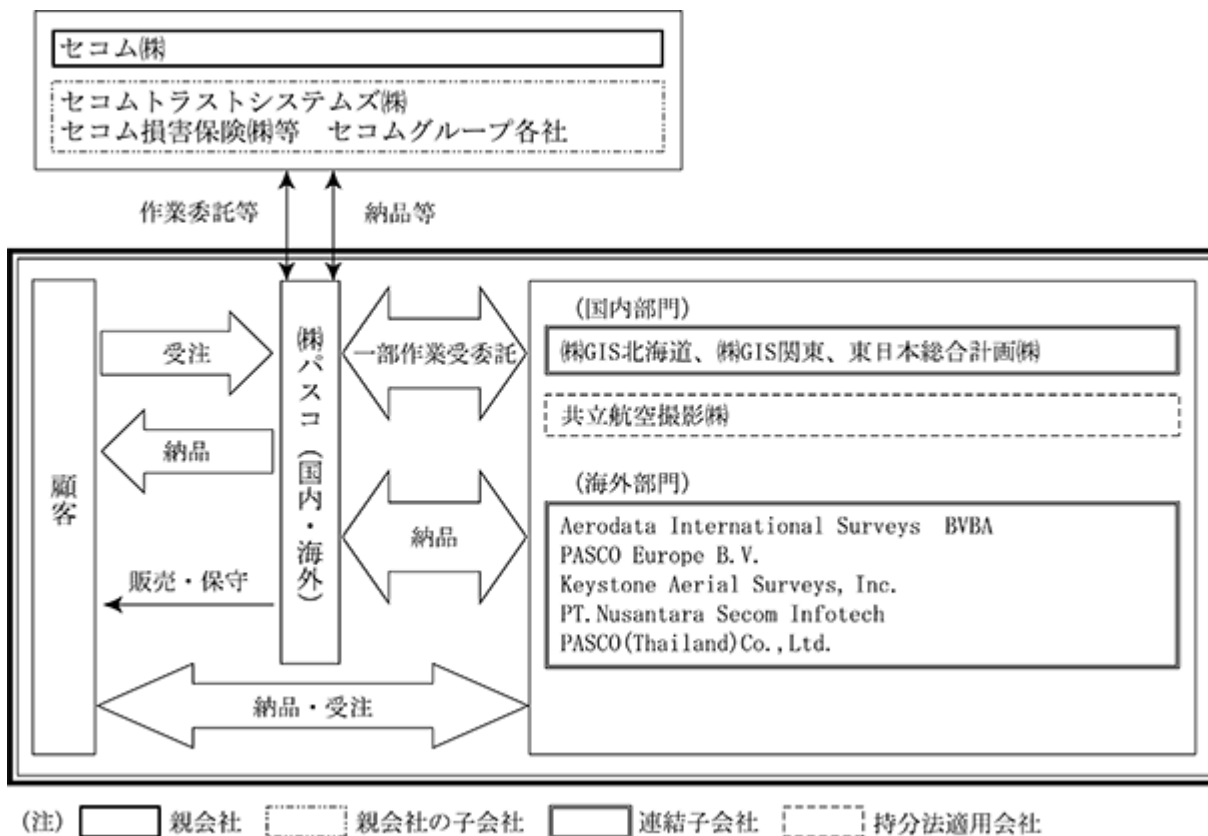 セコム㈱
セコムトラストシステムズ㈱
セコム損害保険㈱等　セコムグループ各社
作業委託等
納品等
顧客
受注
納品
販売・保守
㈱パスコ（国内・海外）
一部作業受委託
納品
納品・受注
(国内部門)
㈱GIS北海道、㈱GIS関東、東日本総合計画㈱
共立航空撮影㈱
(海外部門)
Aerodata International Surveys　BVBA
PASCO Europe B.V.
Keystone Aerial Surveys, Inc.
PT.Nusantara Secom Infotech
PASCO(Thailand)Co.,Ltd.
(注)　親会社　親会社の子会社　連結子会社　持分法適用会社